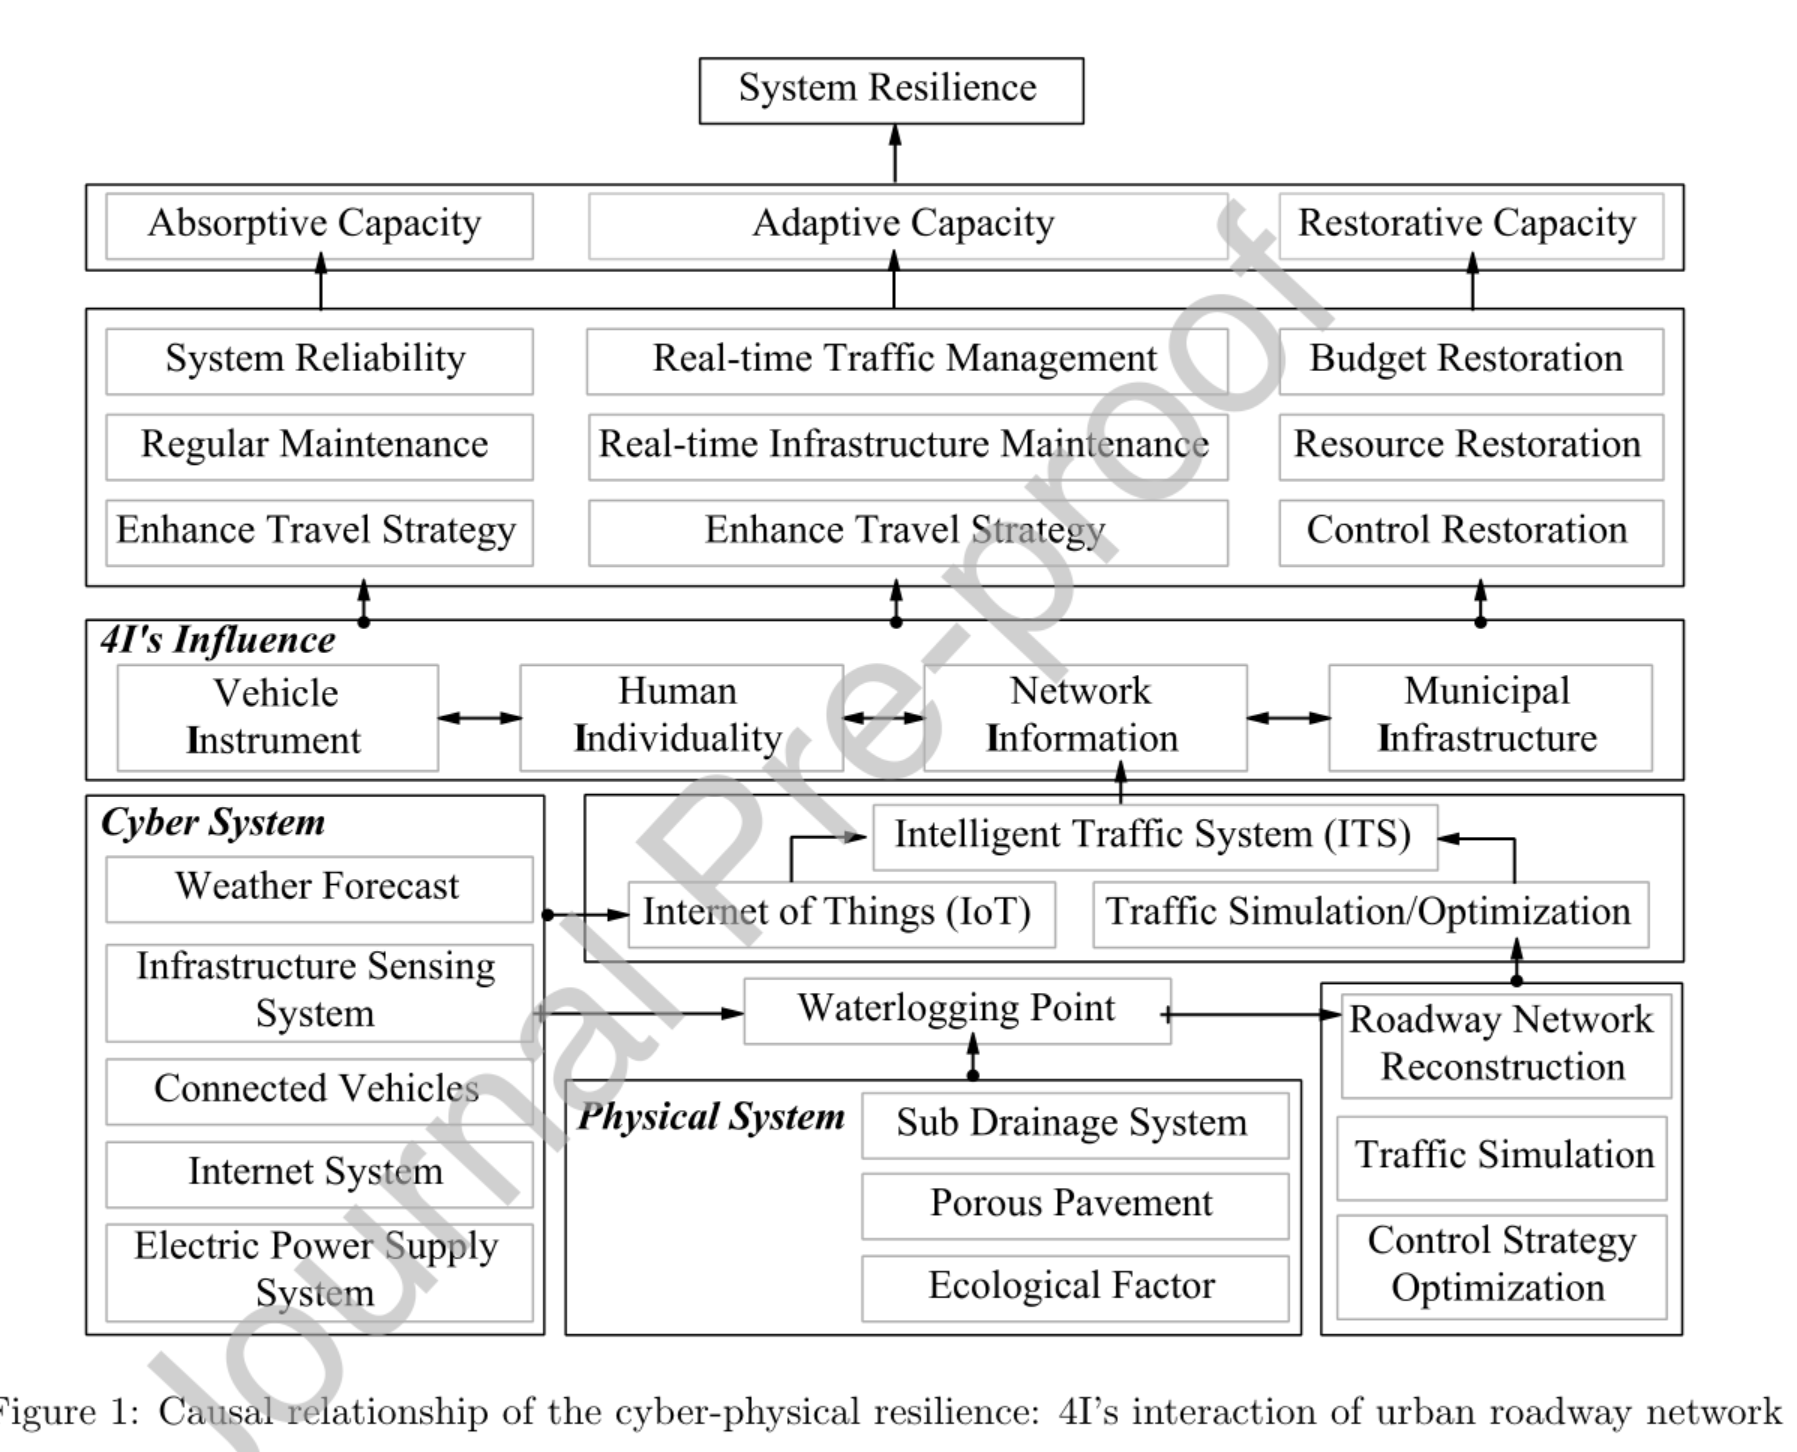 System Resilience
Absorptive Capacity
Adaptive Capacity
Restorative Capacity
System Reliability
Real-time Traffic Management
Budget Restoration
Regular Maintenance
Real-time Infrastructure Maintenance
Resource Restoration
Enhance Travel Strategy
Enhance Travel Strategy
Control Restoration
4I's Influence
Vehicle
Instrument
Human
Individuality
Network
Information
Municipal
Infrastructure
Cyber System
Weather Forecast
Infrastructure Sensing
System
Connected Vehicles
Internet System
Electric Power Supply
System
Intelligent Traffic System (ITS)
Internet of Things (IoT)
Traffic Simulation/Optimization
Waterlogging Point
Physical System
Sub Drainage System
Porous Pavement
Ecological Factor
Roadway Network
Reconstruction
Traffic Simulation
Control Strategy
Optimization
Journal Pre-proof
Figure 1: Causal relationship of the cyber-physical resilience: 4I's interaction of urban roadway network